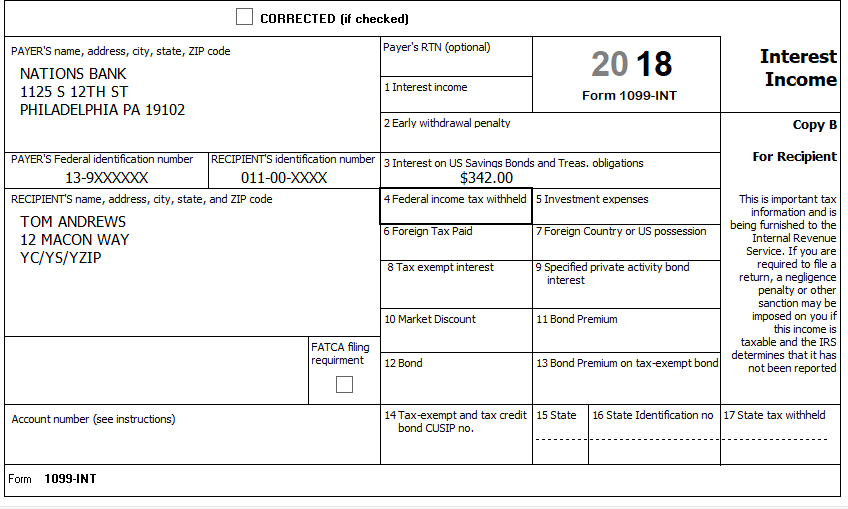 CORRECTED (if checked)
PAYER'S name, address, city, state, ZIP code
NATIONS BANK
1125 S 12TH ST
PHILADELPHIA PA 19102
Payer's RTN (optional)
1 Interest income
2018
Form 1099-INT
Interest
Income
2 Early withdrawal penalty
Copy B
PAYER'S Federal identification number
13-9XXXXXX
RECIPIENT'S identification number
011-00-XXXX
3 Interest on US Savings Bonds and Treas. obligations
$342.00
For Recipient
RECIPIENT'S name, address, city, state, and ZIP code
TOM ANDREWS
12 MACON WAY
YC/YS/YZIP
4 Federal income tax withheld
5 Investment expenses
6 Foreign Tax Paid
7 Foreign Country or US possession
8 Tax exempt interest
9 Specified private activity bond
interest
10 Market Discount
11 Bond Premium
This is important tax
information and is
being furnished to the
Internal Revenue
Service. If you are
required to file a
return, a negligence
penalty or other
sanction may be
imposed on you if
this income is
taxable and the IRS
determines that it has
not been reported
FATCA filing
requirment
12 Bond
13 Bond Premium on tax-exempt bond
Account number (see instructions)
14 Tax-exempt and tax credit
bond CUSIP no.
15 State
16 State Identification no
17 State tax withheld
Form 1099-INT